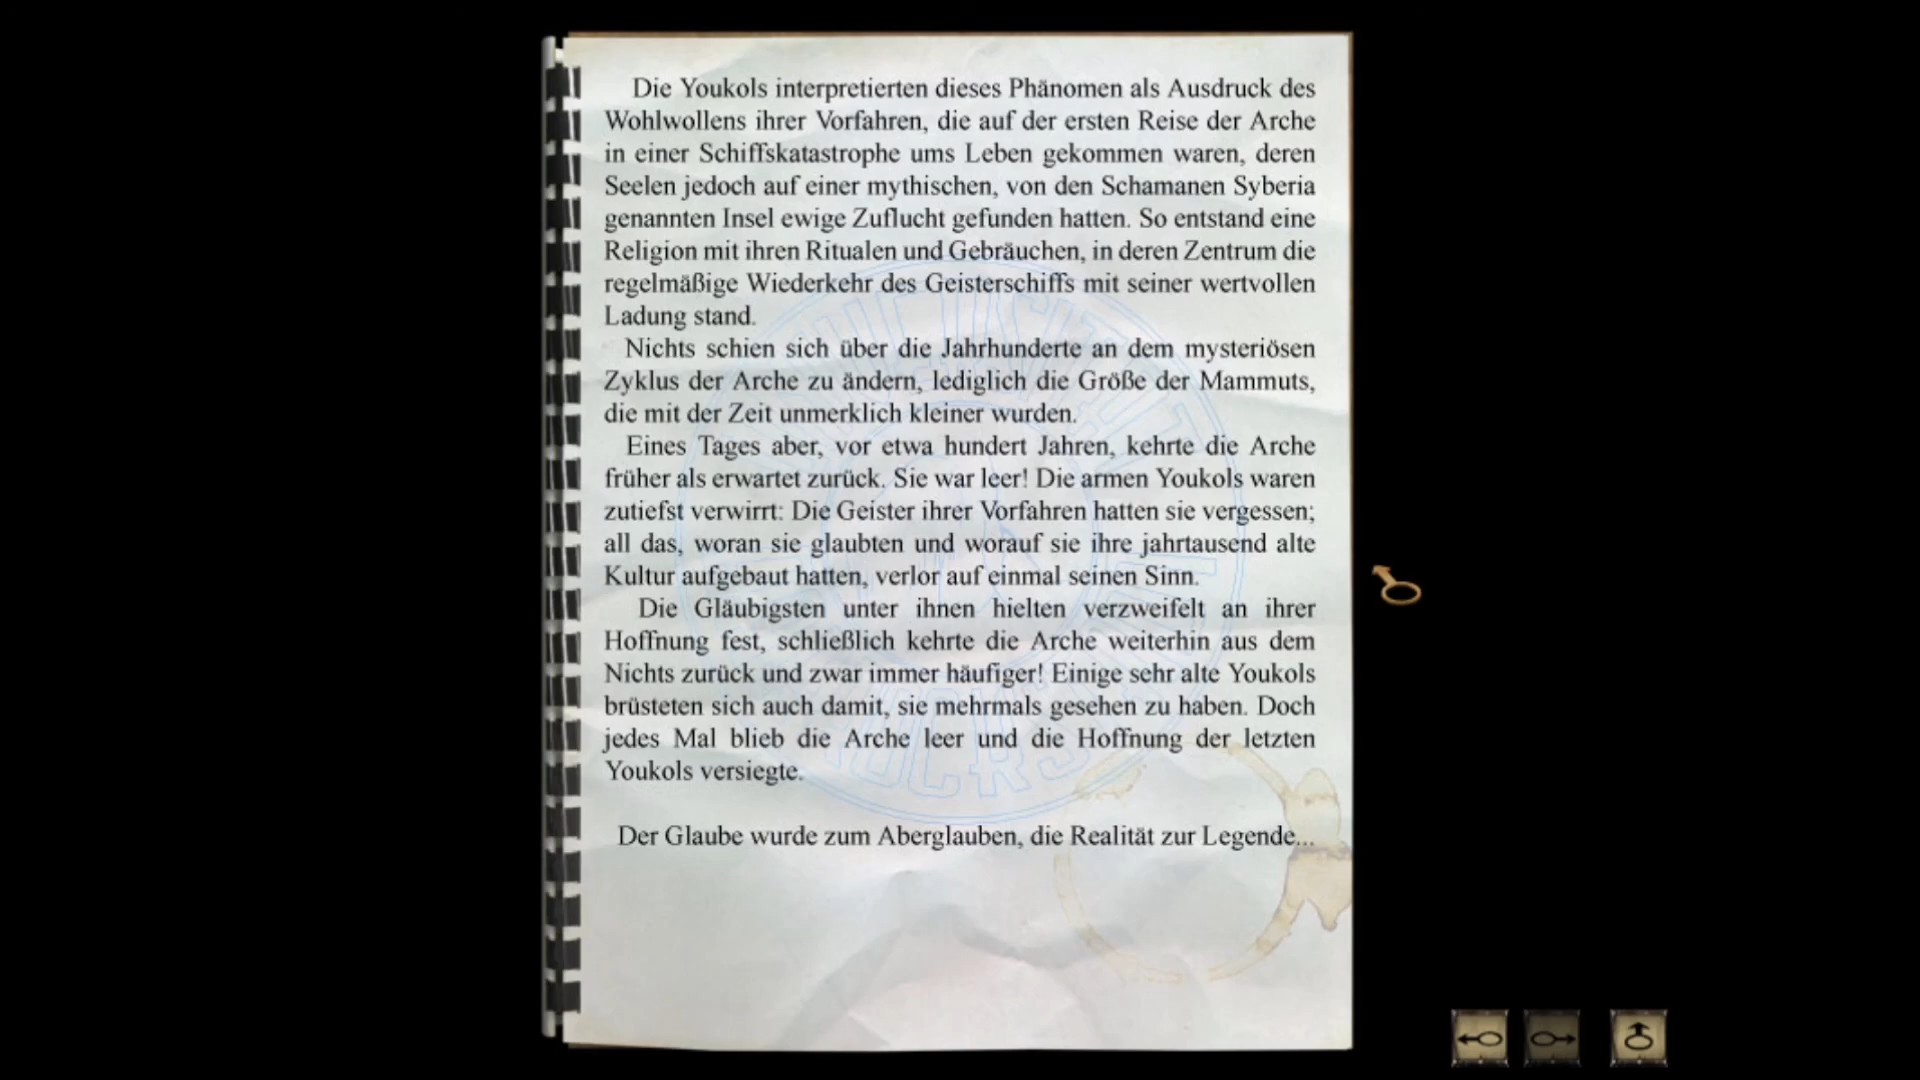 Die Youkols interpretierten dieses Phänomen als Ausdruck des
Wohlwollens ihrer Vorfahren, die auf der ersten Reise der Arche
in einer Schiffskatastrophe ums Leben gekommen waren, deren
Seelen jedoch auf einer mythischen, von den Schamanen Syberia
genannten Insel ewige Zuflucht gefunden hatten. So entstand eine
Religion mit ihren Ritualen und Gebräuchen, in deren Zentrum die
regelmäßige Wiederkehr des Geisterschiffs mit seiner wertvollen
Ladung stand.
Nichts schien sich über die Jahrhunderte an dem mysteriösen
Zyklus der Arche zu ändern, lediglich die Größe der Mammuts,
die mit der Zeit unmerklich kleiner wurden.
Eines Tages aber, vor etwa hundert Jahren, kehrte die Arche
früher als erwartet zurück. Sie war leer! Die armen Youkols waren
zutiefst verwirrt: Die Geister ihrer Vorfahren hatten sie vergessen;
all das, woran sie glaubten und worauf sie ihre jahrtausend alte
Kultur aufgebaut hatten, verlor auf einmal seinen Sinn.
Die Gläubigsten unter ihnen hielten verzweifelt an ihrer
Hoffnung fest, schließlich kehrte die Arche weiterhin aus dem
Nichts zurück und zwar immer häufiger! Einige sehr alte Youkols
brüsteten sich auch damit, sie mehrmals gesehen zu haben. Doch
jedes Mal blieb die Arche leer und die Hoffnung der letzten
Youkols versiegte.
Der Glaube wurde zum Aberglauben, die Realität zur Legende...